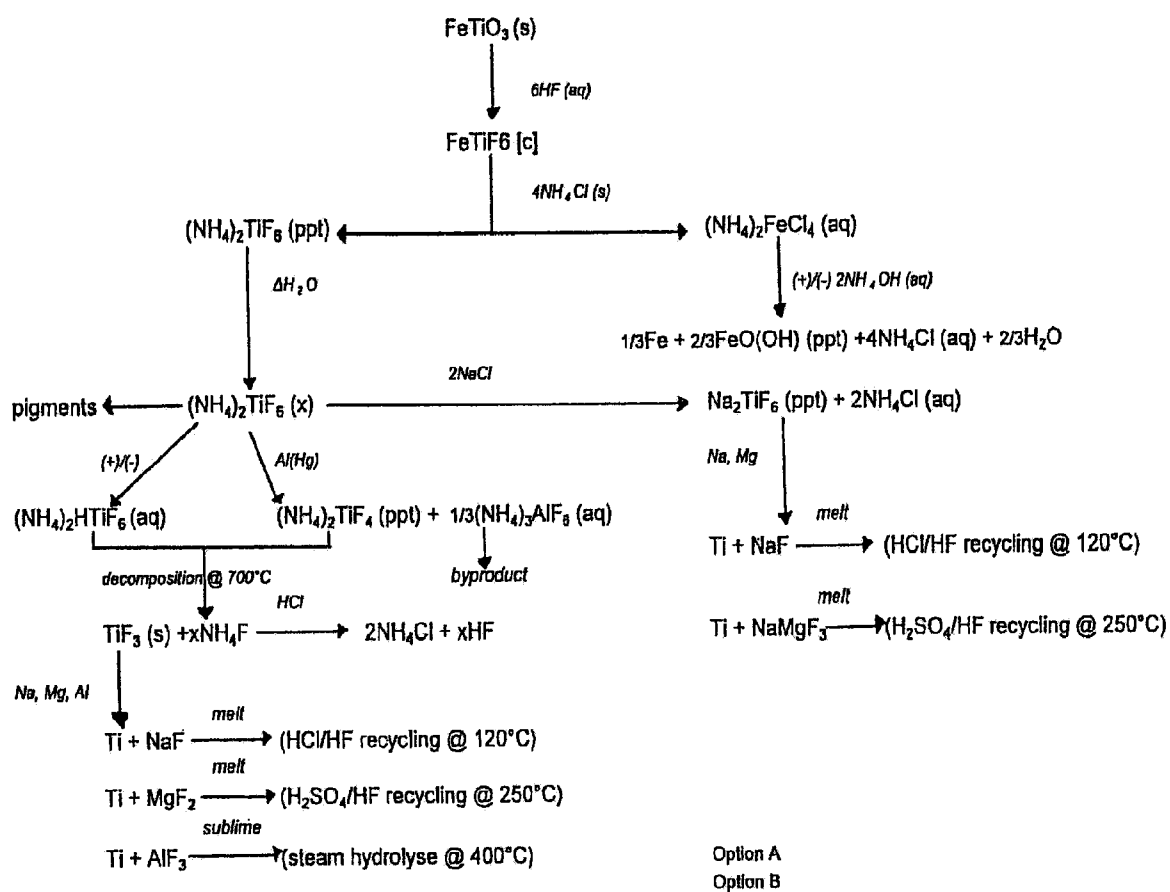 FeTiO₃ (s)
6HF (aq)
FeTiF6 [c]
4NH₄Cl (s)
(NH₄)₂TiF₆ (ppt) (NH₄)₂FeCl₄ (aq)
ΔH₂O (+)/(-) 2NH₄OH (aq)
1/3Fe + 2/3FeO(OH) (ppt) +4NH₄Cl (aq) + 2/3H₂O
2NaCl
pigments (NH₄)₂TiF₆ (x) Na₂TiF₆ (ppt) + 2NH₄Cl (aq)
(+)/(-) Al(Hg) Na, Mg
(NH₄)₂HTiF₆ (aq) (NH₄)₂TiF₄ (ppt) + 1/3(NH₄)₃AlF₆ (aq)
melt
Ti + NaF (HCl/HF recycling @ 120°C)
decomposition @ 700°C byproduct
HCl melt
TiF₃ (s) +xNH₄F 2NH₄Cl + xHF Ti + NaMgF₃ (H₂SO₄/HF recycling @ 250°C)
Na, Mg, Al
melt
Ti + NaF (HCl/HF recycling @ 120°C)
melt
Ti + MgF₂ (H₂SO₄/HF recycling @ 250°C)
sublime
Ti + AlF₃ (steam hydrolyse @ 400°C) Option A
Option B